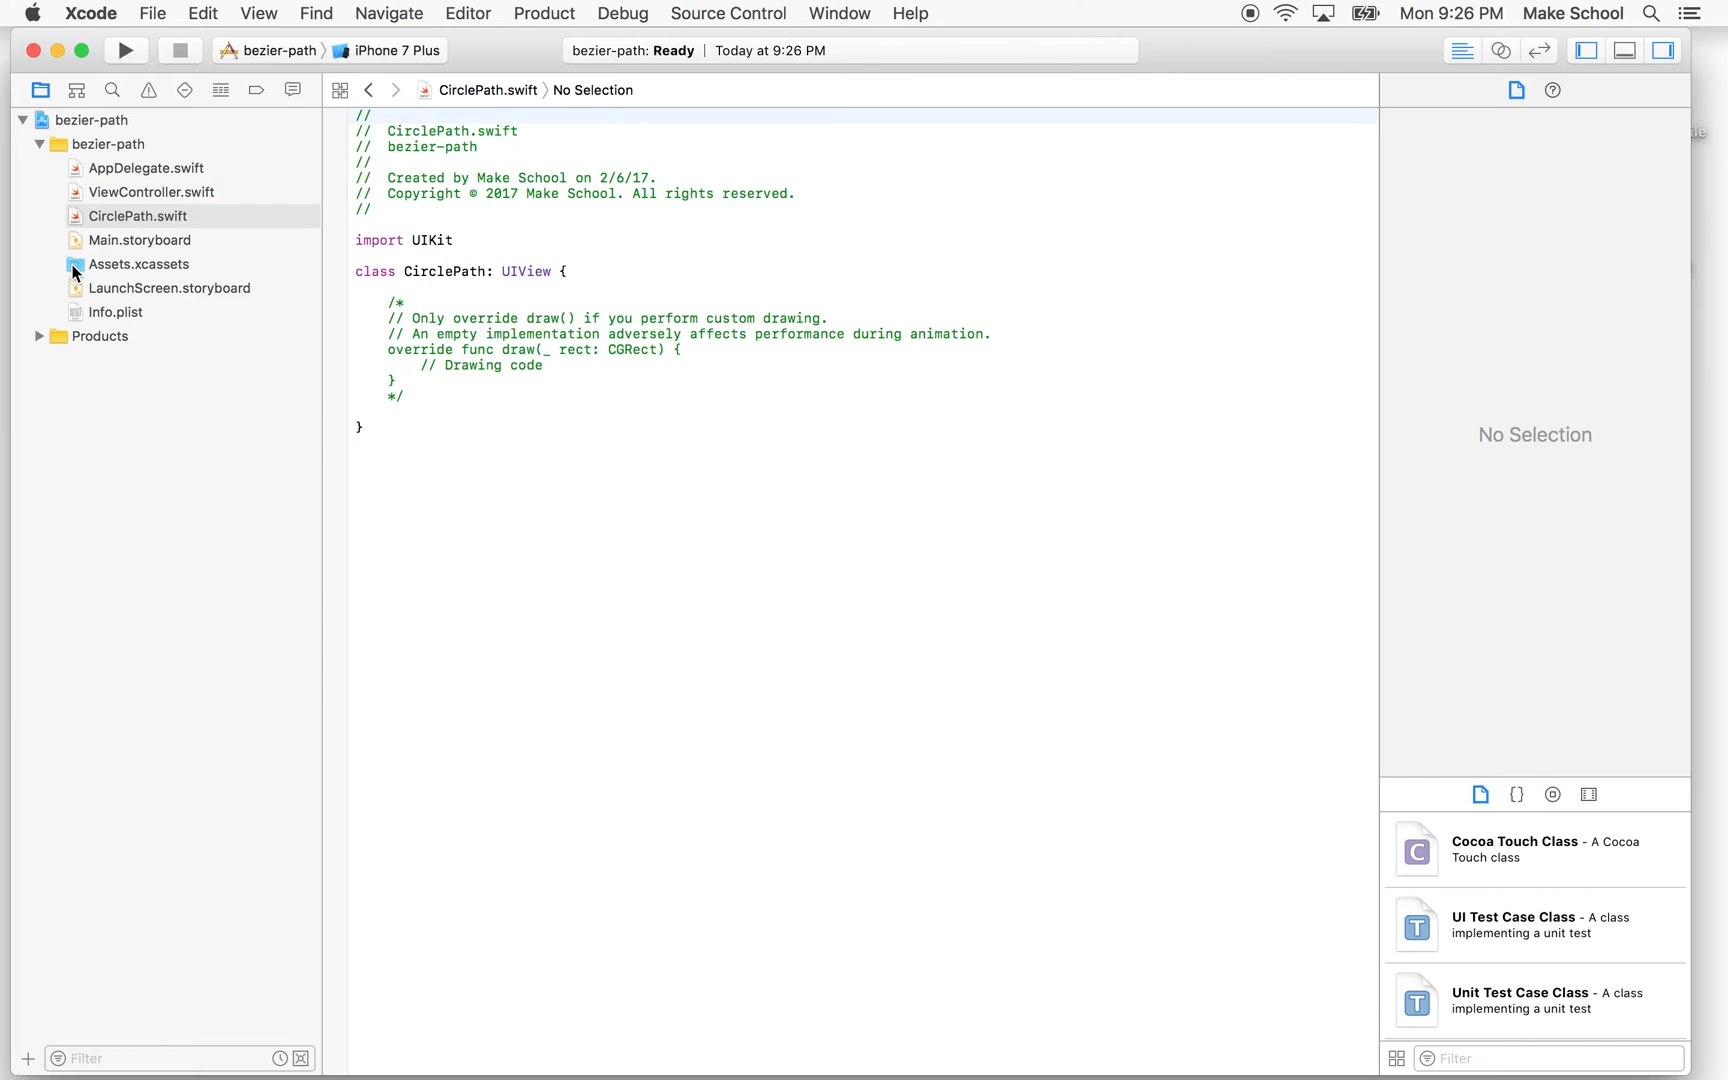 Xcode File Edit View Find Navigate Editor Product Debug Source Control Window Help Mon 9:26 PM Make School
bezier-path iPhone 7 Plus bezier-path: Ready | Today at 9:26 PM
CirclePath.swift No Selection
bezier-path
bezier-path
AppDelegate.swift
ViewController.swift
CirclePath.swift
Main.storyboard
Assets.xcassets
LaunchScreen.storyboard
Info.plist
Products
Filter
//
//  CirclePath.swift
//  bezier-path
//
//  Created by Make School on 2/6/17.
//  Copyright © 2017 Make School. All rights reserved.
//
import UIKit
class CirclePath: UIView {
/*
// Only override draw() if you perform custom drawing.
// An empty implementation adversely affects performance during animation.
override func draw(_ rect: CGRect) {
// Drawing code
}
*/
}
No Selection
{}
C
Cocoa Touch Class - A Cocoa
Touch class
T
UI Test Case Class - A class
implementing a unit test
T
Unit Test Case Class - A class
implementing a unit test
Filter